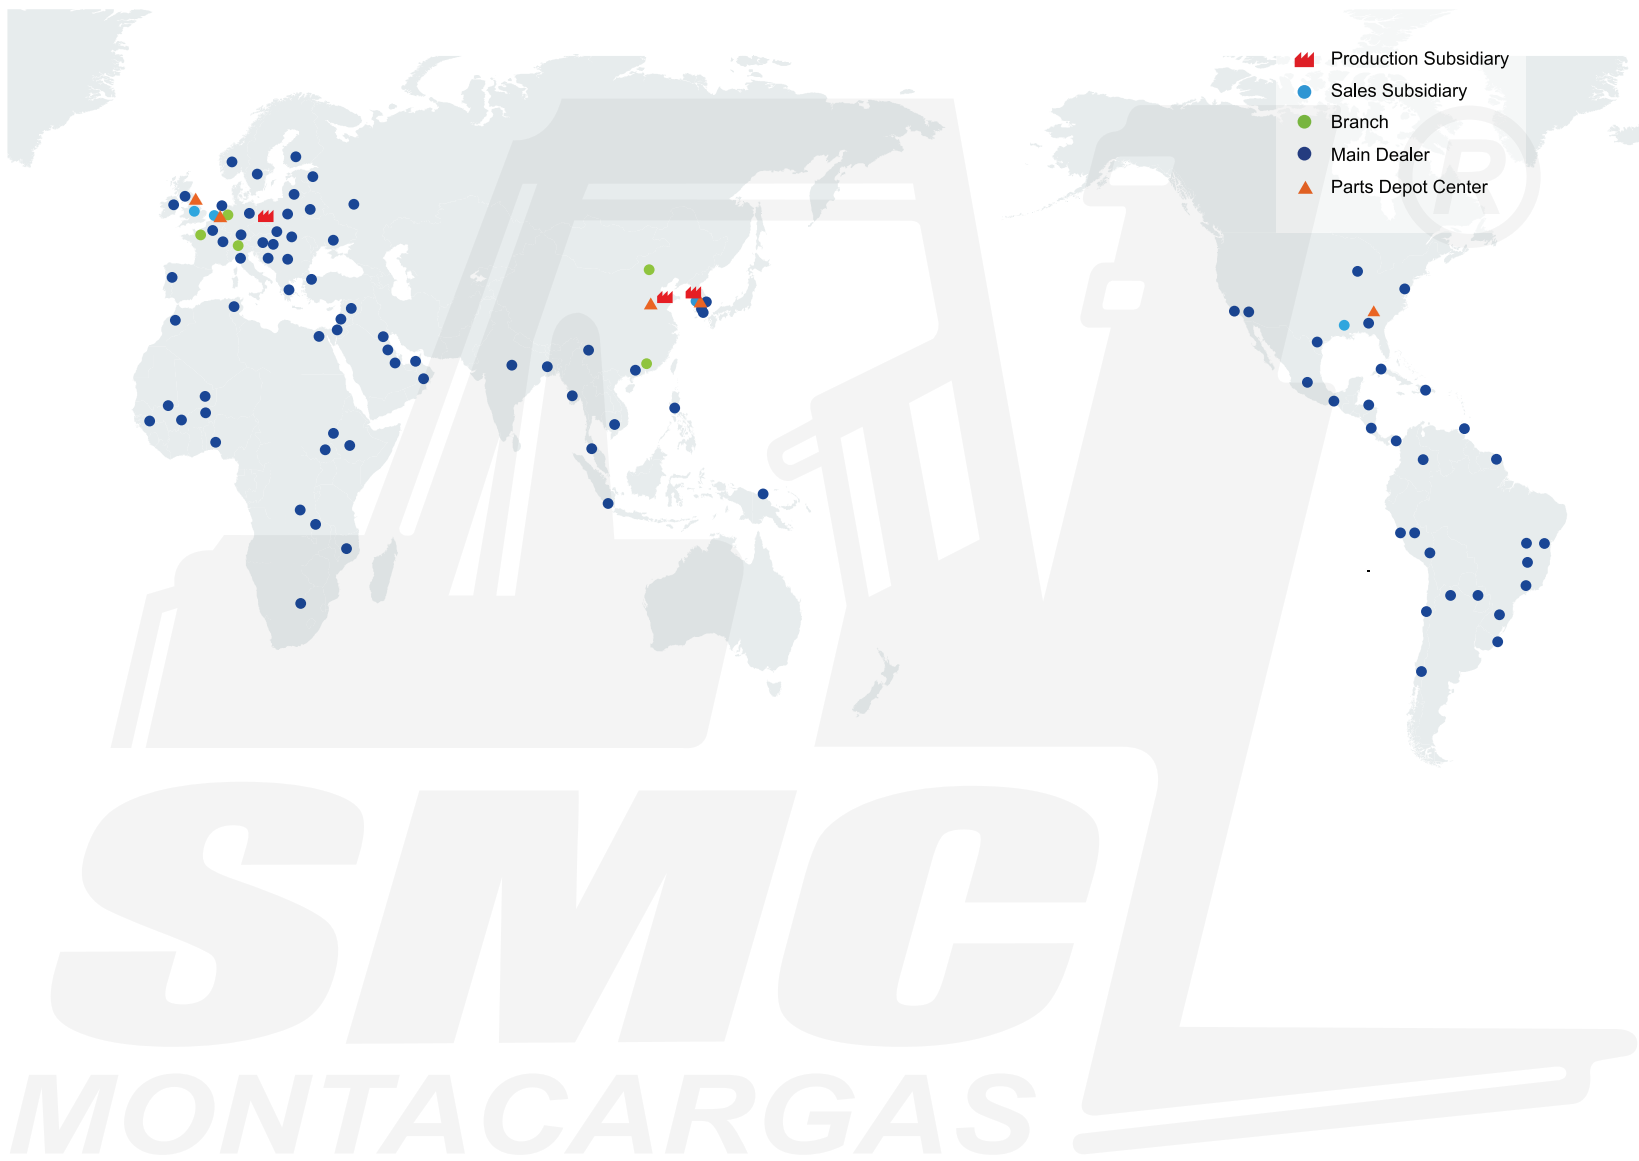 Production Subsidiary
Sales Subsidiary
Branch
Main Dealer
Parts Depot Center
®
SMC
MONTACARGAS